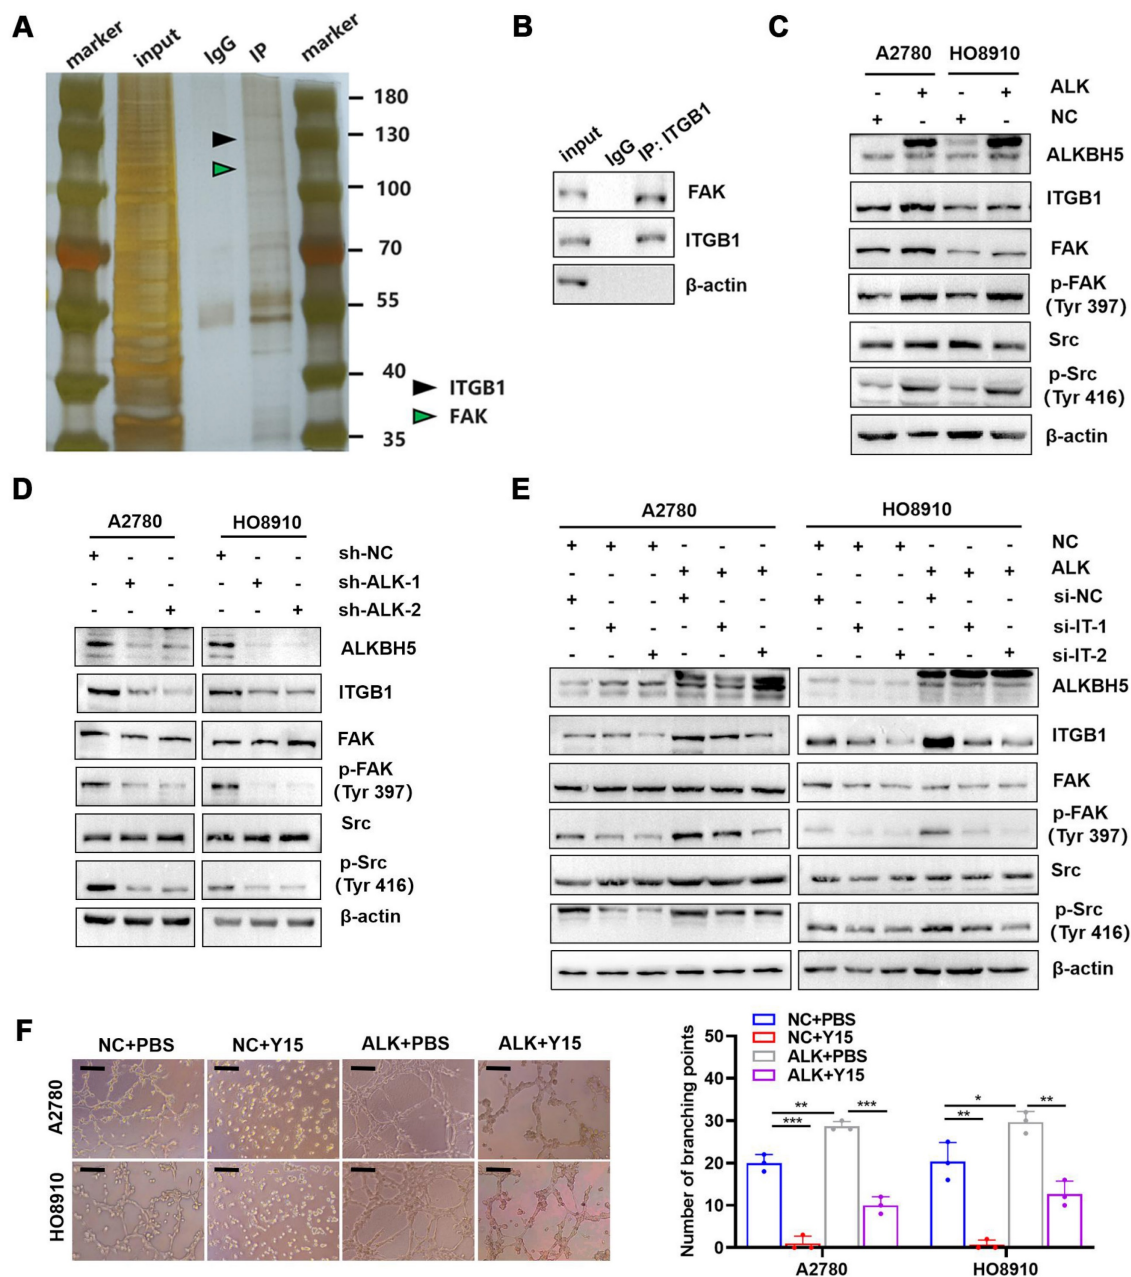 A
marker
input
IgG
IP
marker
180
130
100
70
55
40
35
ITGB1
FAK
B
input
IgG
IP: ITGB1
FAK
ITGB1
β-actin
C
A2780 HO8910
- + - + ALK
+ - + - NC
ALKBH5
ITGB1
FAK
p-FAK
(Tyr 397)
Src
p-Src
(Tyr 416)
β-actin
D
A2780 HO8910
+ - - + - - sh-NC
- + - - + - sh-ALK-1
- - + - - + sh-ALK-2
ALKBH5
ITGB1
FAK
p-FAK
(Tyr 397)
Src
p-Src
(Tyr 416)
β-actin
E
A2780 HO8910
+ + + - - - + + + - - - NC
- - - + + + - - - + + + ALK
+ - - + - - + - - + - - si-NC
- + - - + - - + - - + - si-IT-1
- - + - - + - - + - - + si-IT-2
ALKBH5
ITGB1
FAK
p-FAK
(Tyr 397)
Src
p-Src
(Tyr 416)
β-actin
F
NC+PBS NC+Y15 ALK+PBS ALK+Y15
A2780
HO8910
NC+PBS
NC+Y15
ALK+PBS
ALK+Y15
Number of branching points
50
40
30
20
10
0
** *** ***
* ** **
A2780 HO8910